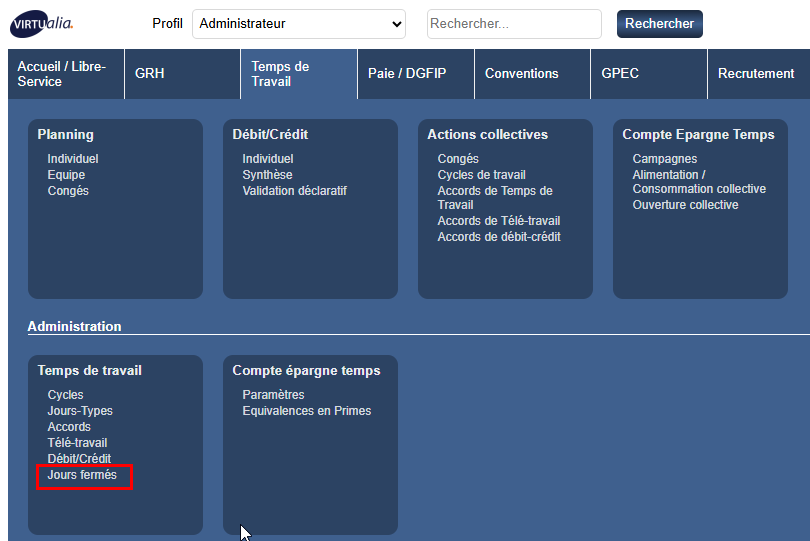 VIRTUalia.
Profil Administrateur Rechercher... Rechercher
Accueil / Libre-
Service
GRH
Temps de
Travail
Paie / DGFIP
Conventions
GPEC
Recrutement
Planning
Individuel
Equipe
Congés
Débit/Crédit
Individuel
Synthèse
Validation déclaratif
Actions collectives
Congés
Cycles de travail
Accords de Temps de
Travail
Accords de Télé-travail
Accords de débit-crédit
Compte Epargne Temps
Campagnes
Alimentation /
Consommation collective
Ouverture collective
Administration
Temps de travail
Cycles
Jours-Types
Accords
Télé-travail
Débit/Crédit
Jours fermés
Compte épargne temps
Paramètres
Equivalences en Primes